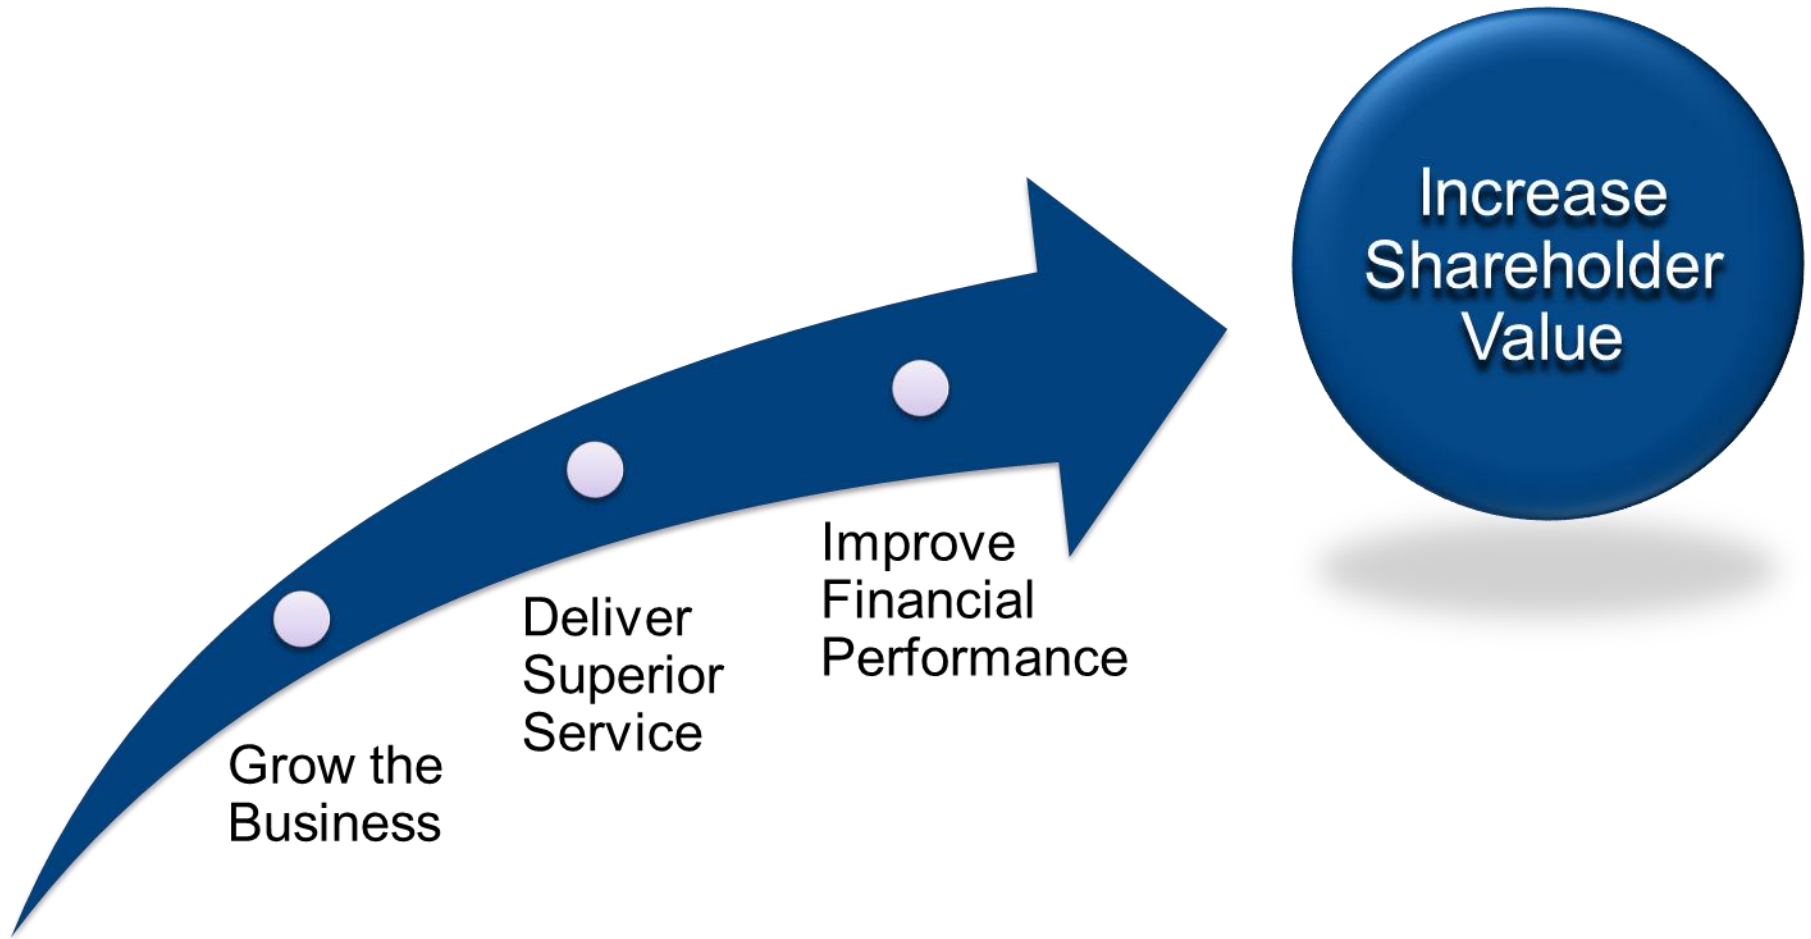 Increase
Shareholder
Value
Improve
Financial
Performance
Deliver
Superior
Service
Grow the
Business